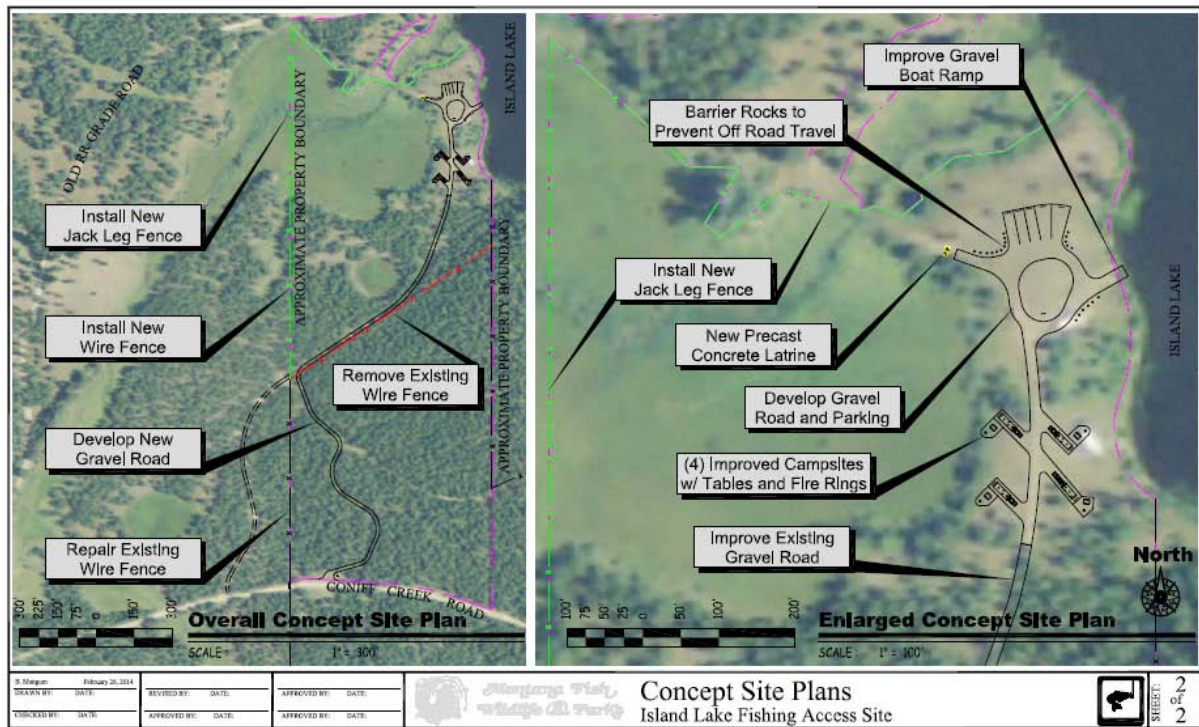 OLD RR GRADE ROAD
ISLAND LAKE
Install New
Jack Leg Fence
APPROXIMATE PROPERTY BOUNDARY
Install New
Wire Fence
Remove Existing
Wire Fence
APPROXIMATE PROPERTY BOUNDARY
Develop New
Gravel Road
Repair Existing
Wire Fence
CONIFF CREEK ROAD
300' 225' 150' 75' 0 150' 300'
Overall Concept Site Plan
SCALE: 1" = 300'
Improve Gravel
Boat Ramp
Barrier Rocks to
Prevent Off Road Travel
Install New
Jack Leg Fence
ISLAND LAKE
New Precast
Concrete Latrine
Develop Gravel
Road and Parking
(4) Improved Campsites
w/ Tables and Fire Rings
Improve Existing
Gravel Road
North
100' 75' 50' 25' 0 50' 100' 200'
Enlarged Concept Site Plan
SCALE: 1" = 100'
B. Mangum February 26, 2014
DRAWN BY: DATE:
REVISED BY: DATE:
APPROVED BY: DATE:
CHECKED BY: DATE:
APPROVED BY: DATE:
APPROVED BY: DATE:
Montana Fish
Wildlife & Parks
Concept Site Plans
Island Lake Fishing Access Site
SHEET:
2
of
2